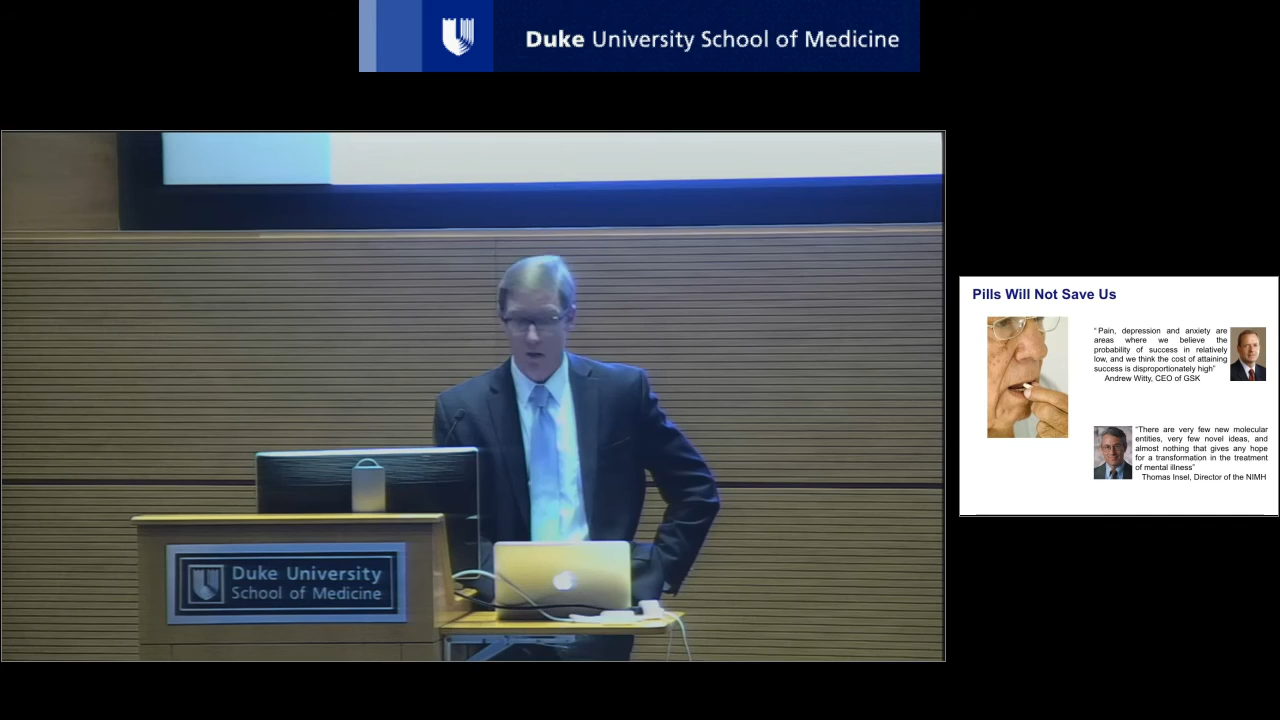 Duke University School of Medicine
Duke University
School of Medicine
Pills Will Not Save Us
“ Pain, depression and anxiety are
areas where we believe the
probability of success in relatively
low, and we think the cost of attaining
success is disproportionately high”
Andrew Witty, CEO of GSK
“There are very few new molecular
entities, very few novel ideas, and
almost nothing that gives any hope
for a transformation in the treatment
of mental illness”
Thomas Insel, Director of the NIMH